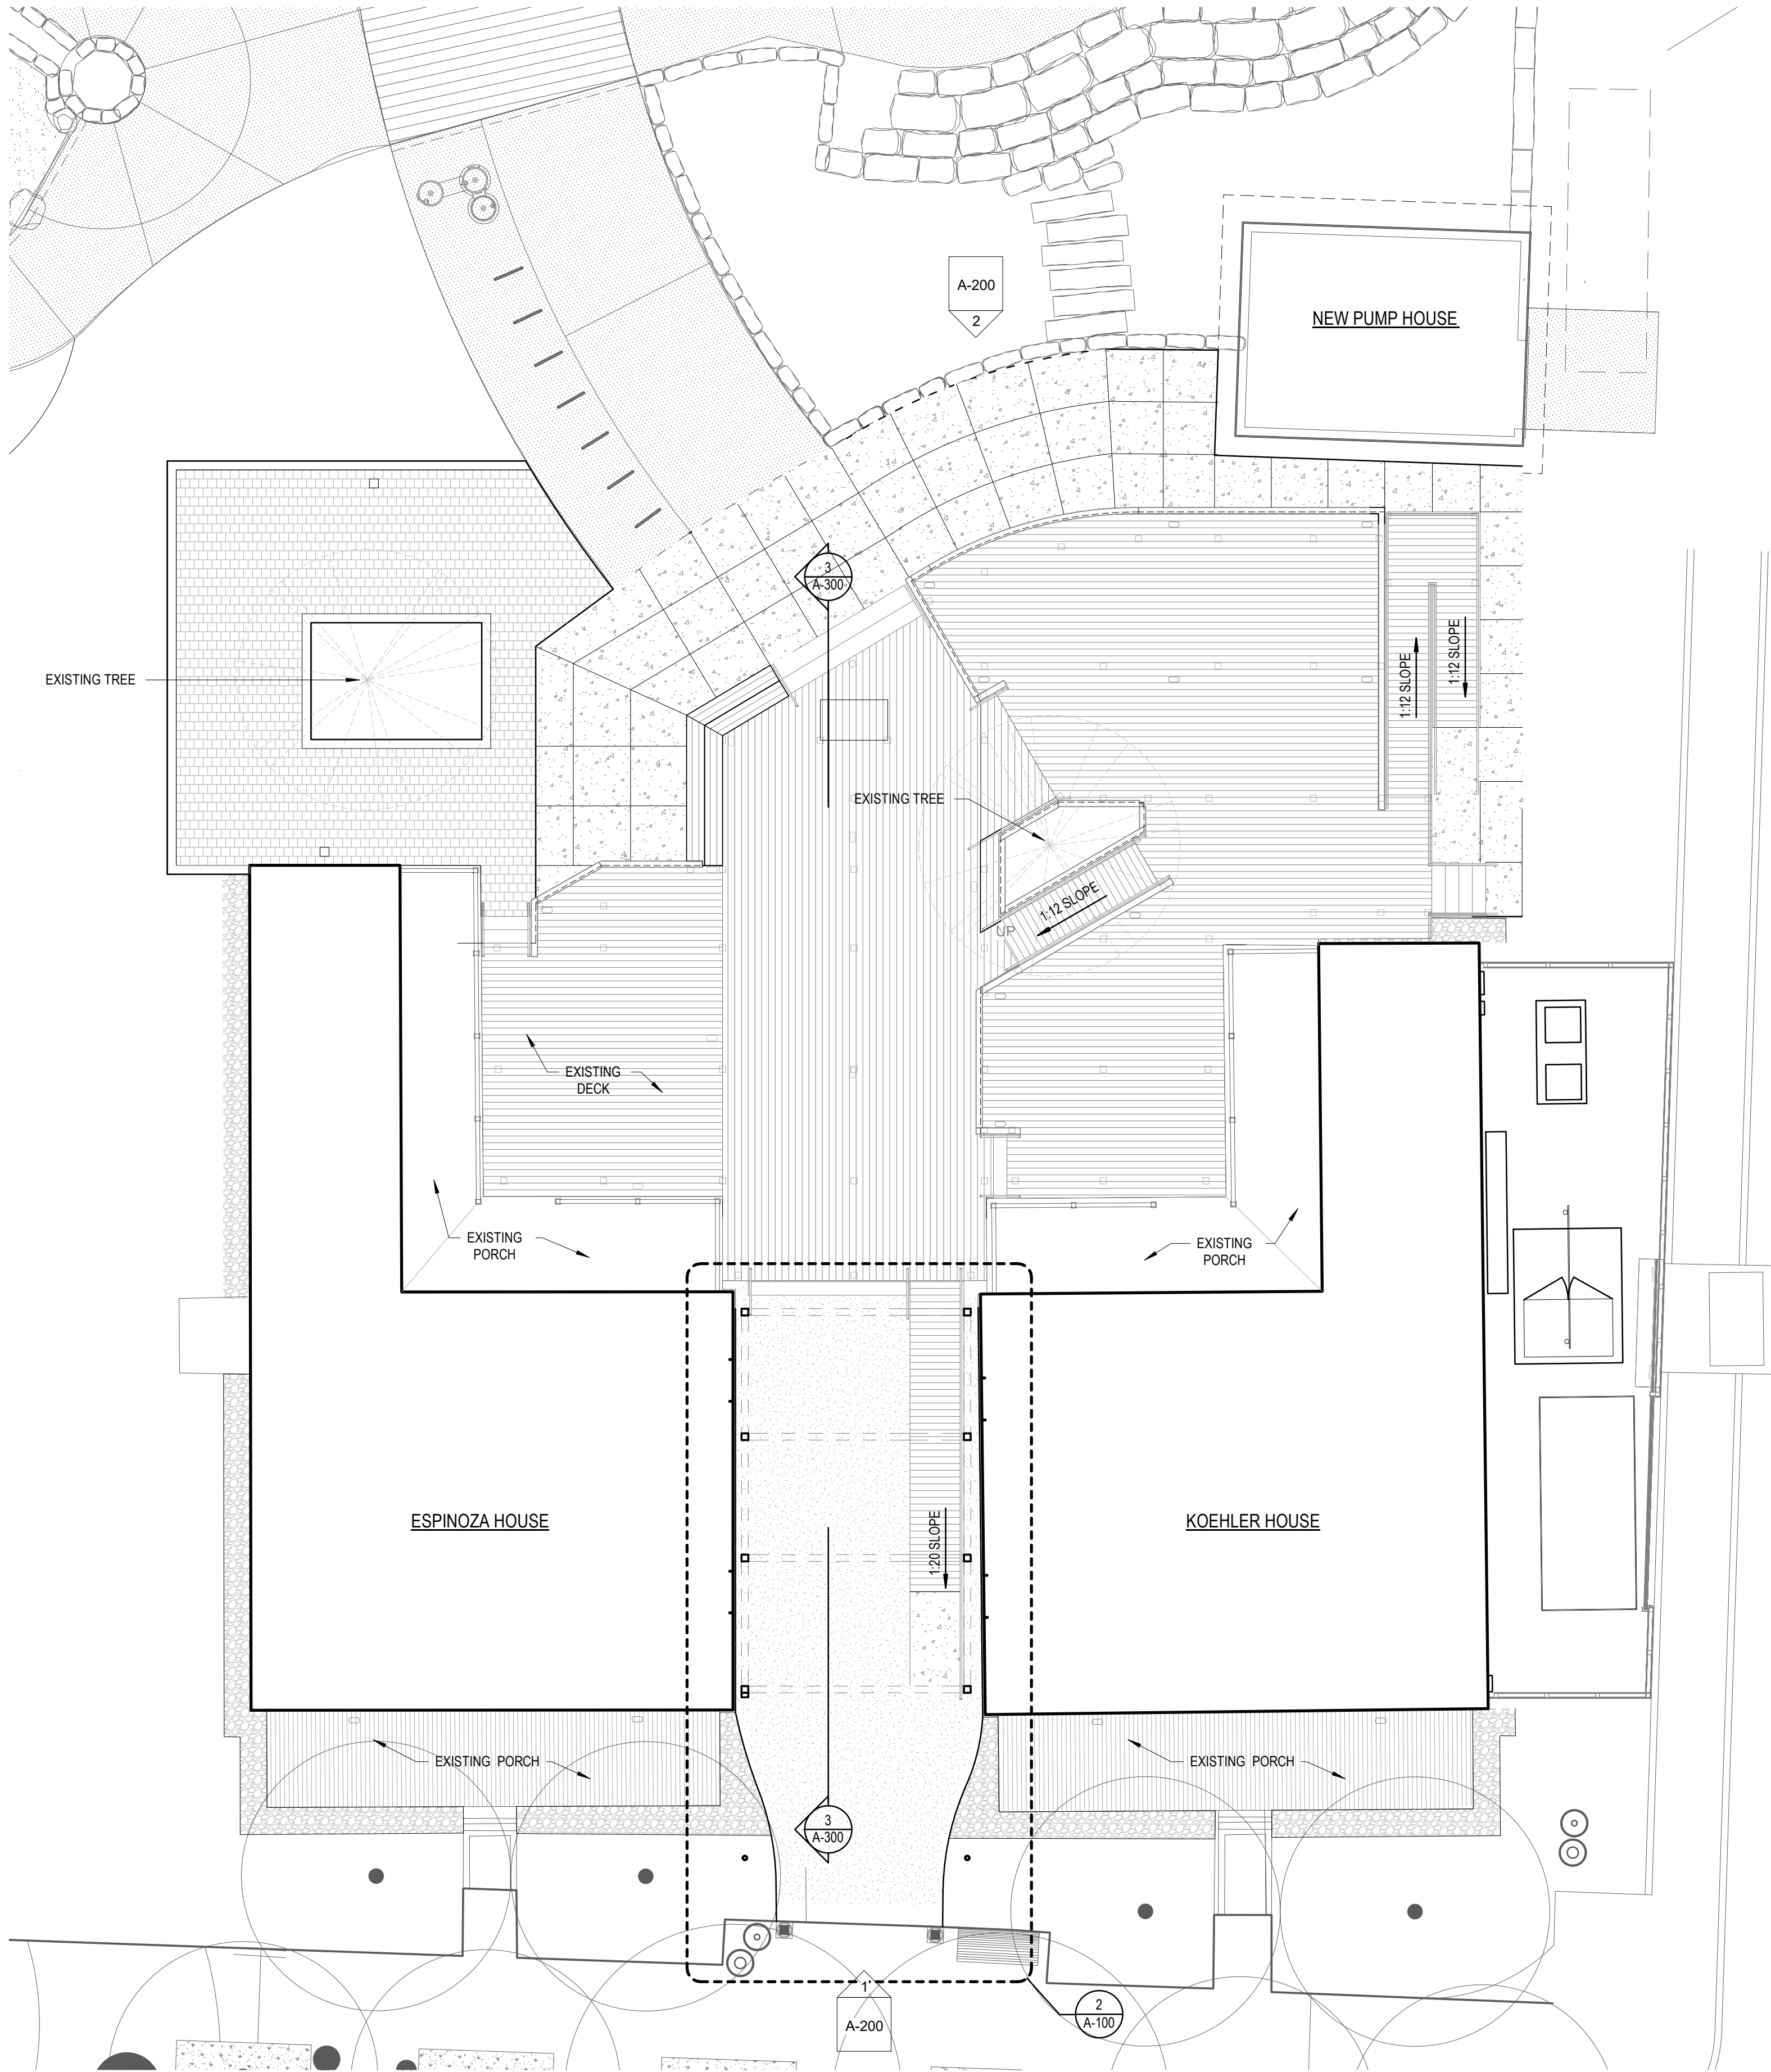 A-200
2
NEW PUMP HOUSE
3
A-300
EXISTING TREE
1:12 SLOPE
1:12 SLOPE
EXISTING TREE
1:12 SLOPE
UP
EXISTING
DECK
EXISTING
PORCH
EXISTING
PORCH
ESPINOZA HOUSE
KOEHLER HOUSE
1:20 SLOPE
EXISTING PORCH
EXISTING PORCH
3
A-300
1
A-200
2
A-100